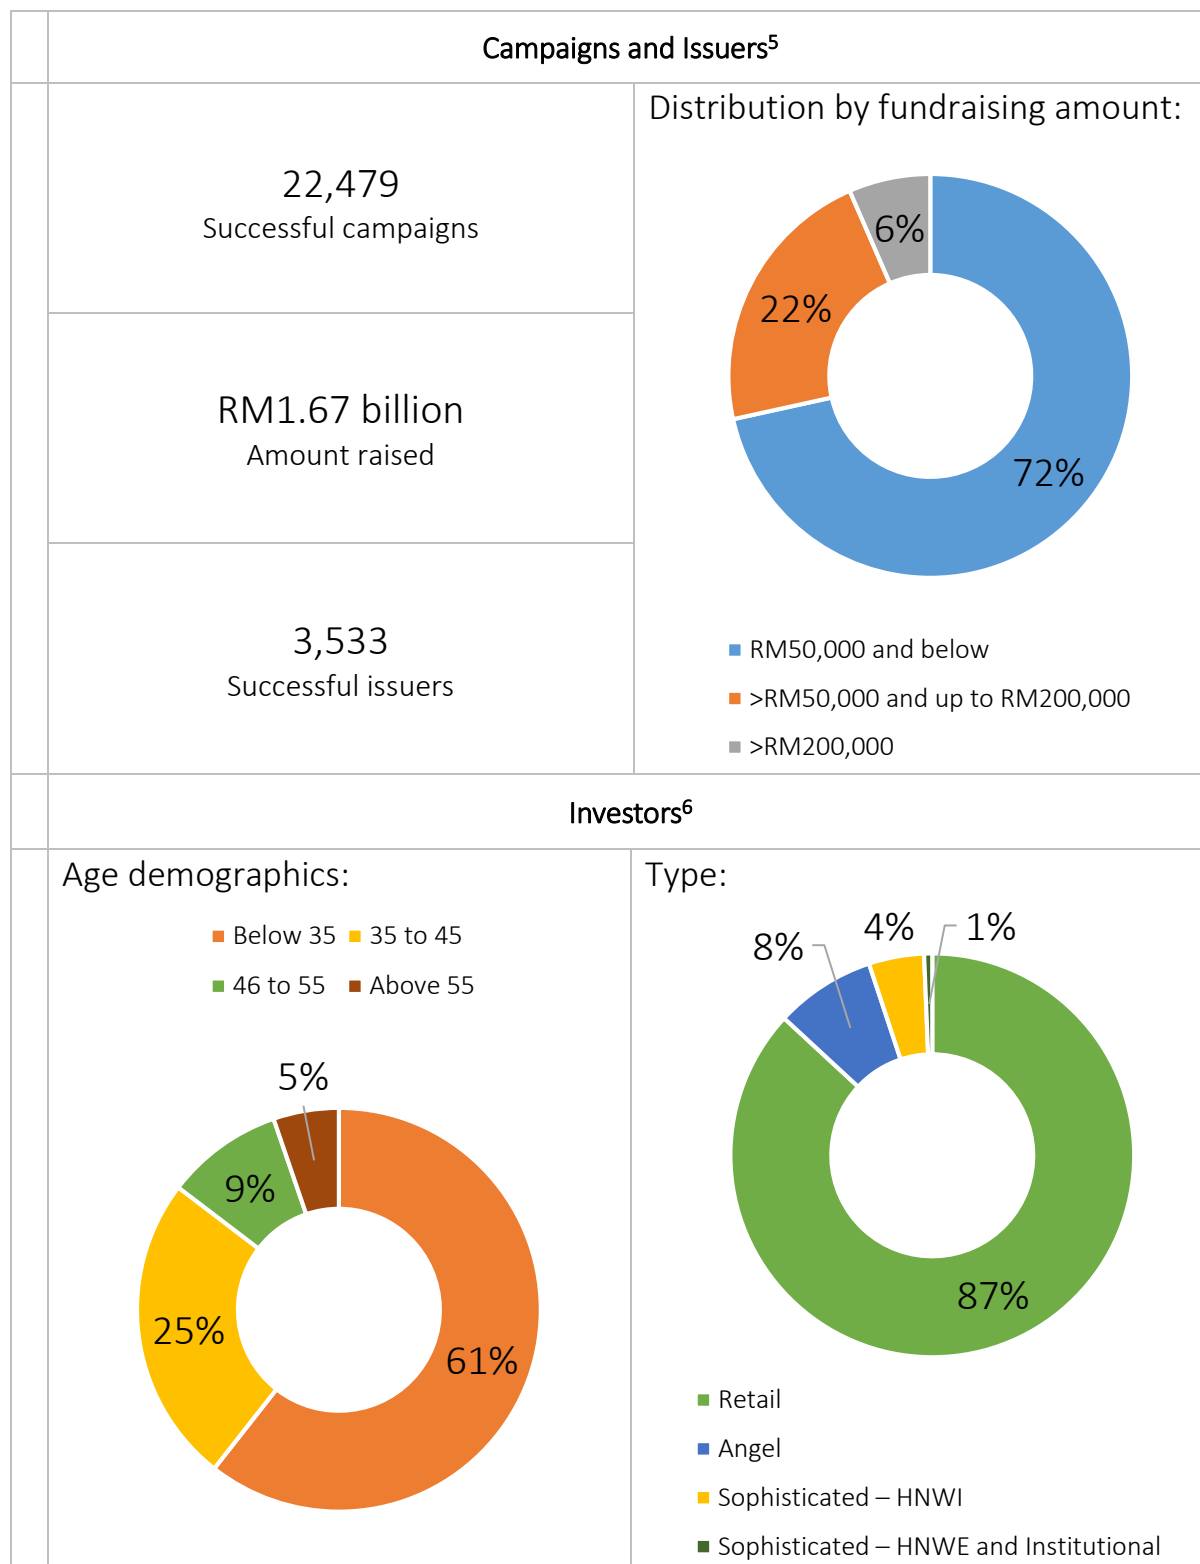 Campaigns and Issuers⁵
22,479
Successful campaigns
RM1.67 billion
Amount raised
3,533
Successful issuers
Distribution by fundraising amount:
6%
22%
72%
RM50,000 and below
>RM50,000 and up to RM200,000
>RM200,000
Investors⁶
Age demographics:
Below 35 35 to 45
46 to 55 Above 55
5%
9%
25%
61%
Type:
8% 4% 1%
87%
Retail
Angel
Sophisticated – HNWI
Sophisticated – HNWE and Institutional